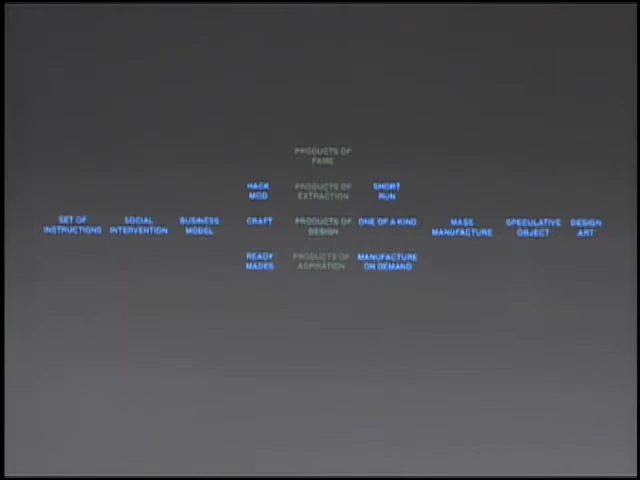 PRODUCTS OF
FAME
HACK
MOD
PRODUCTS OF
EXTRACTION
SHORT
RUN
SET OF
INSTRUCTIONS
SOCIAL
INTERVENTION
BUSINESS
MODEL
CRAFT
PRODUCTS OF
DESIGN
ONE OF A KIND
MASS
MANUFACTURE
SPECULATIVE
OBJECT
DESIGN
ART
READY
MADES
PRODUCTS OF
ASPIRATION
MANUFACTURE
ON DEMAND